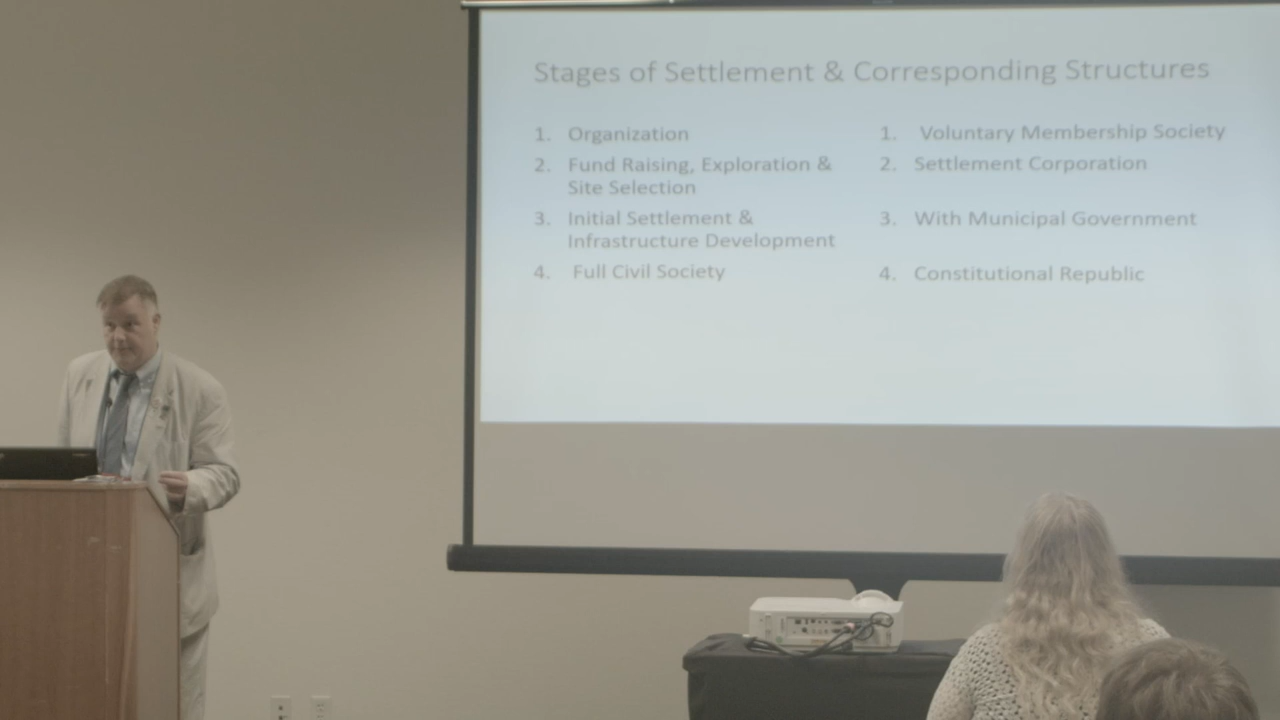 Stages of Settlement & Corresponding Structures
1. Organization
2. Fund Raising, Exploration &
Site Selection
3. Initial Settlement &
Infrastructure Development
4. Full Civil Society
1. Voluntary Membership Society
2. Settlement Corporation
3. With Municipal Government
4. Constitutional Republic